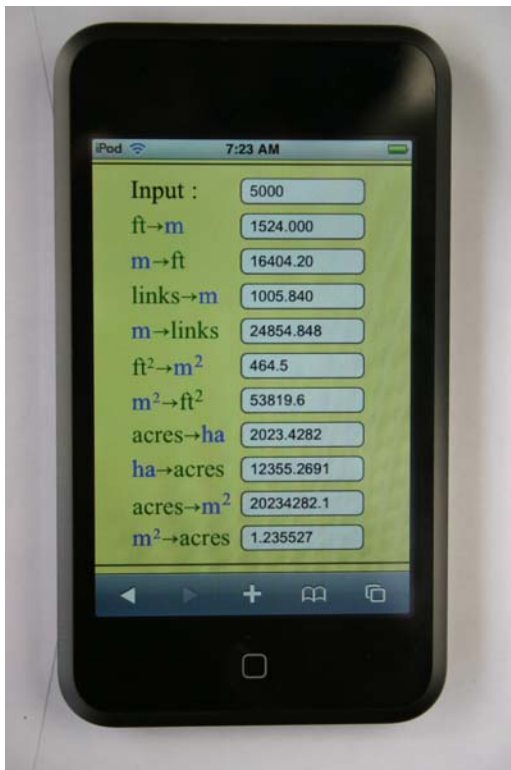 iPod 7:23 AM
Input : 5000
ft→m 1524.000
m→ft 16404.20
links→m 1005.840
m→links 24854.848
ft²→m² 464.5
m²→ft² 53819.6
acres→ha 2023.4282
ha→acres 12355.2691
acres→m² 20234282.1
m²→acres 1.235527